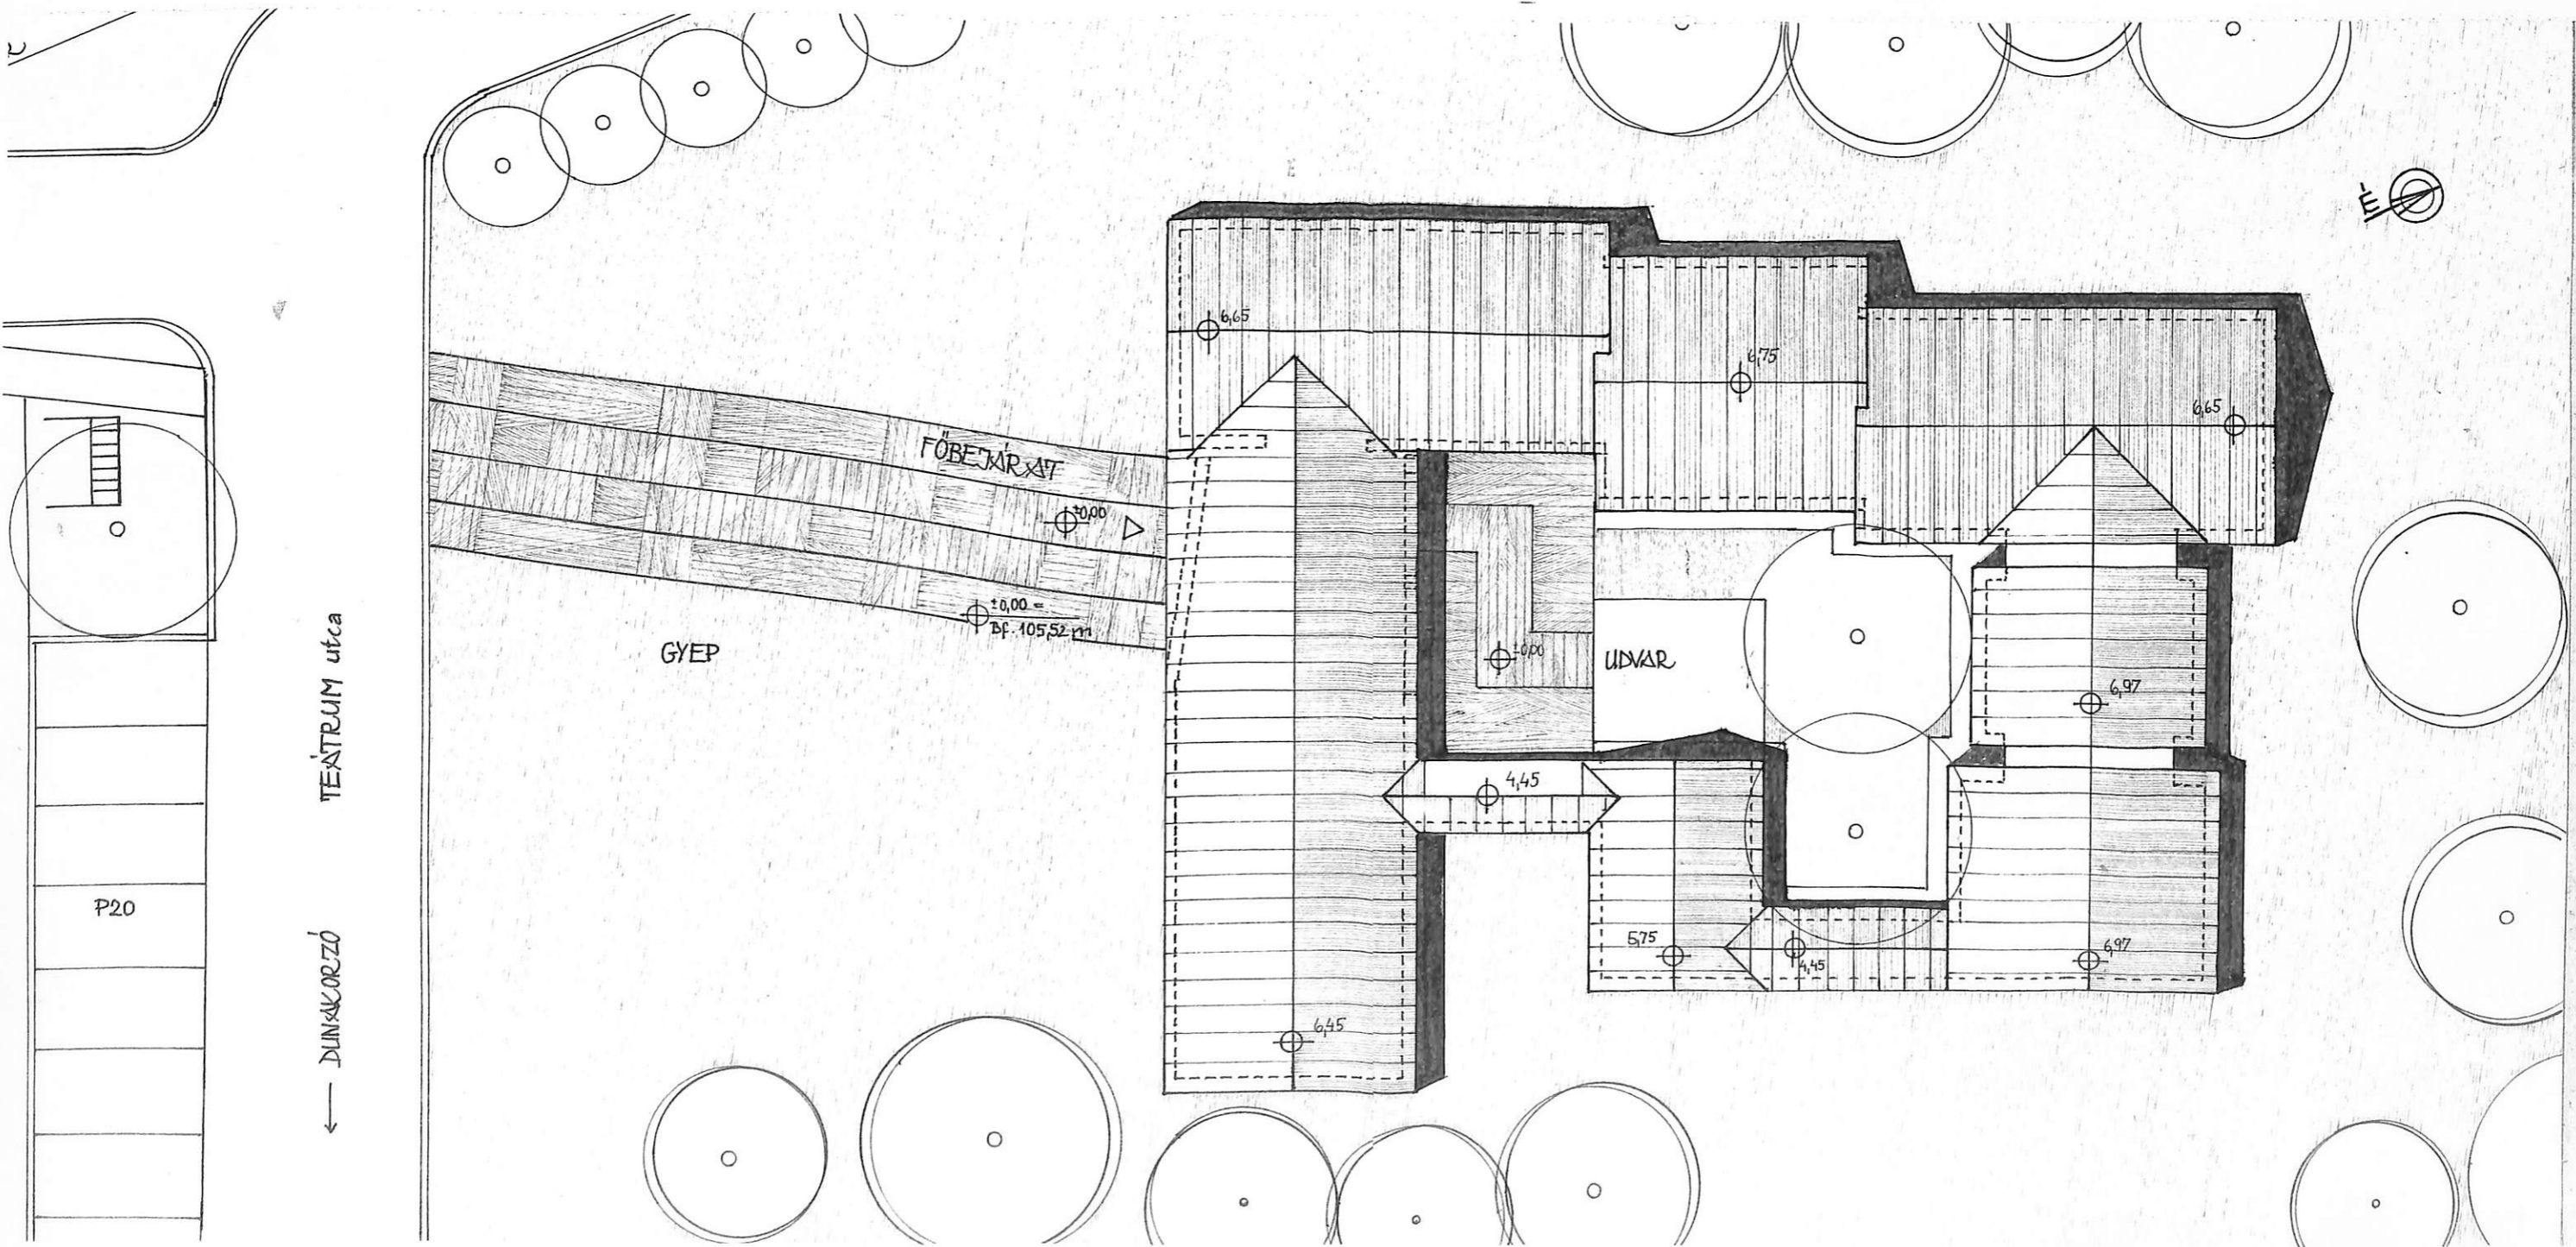 É
6,65
6,75
6,65
FŐBEJÁRAT
±0,00
±0,00 =
Bf. 105,52 m
GYEP
±0,00
UDVAR
6,97
4,45
TEÁTRUM utca
P20
← DUNAKORZÓ
5,75
4,45
6,97
6,45